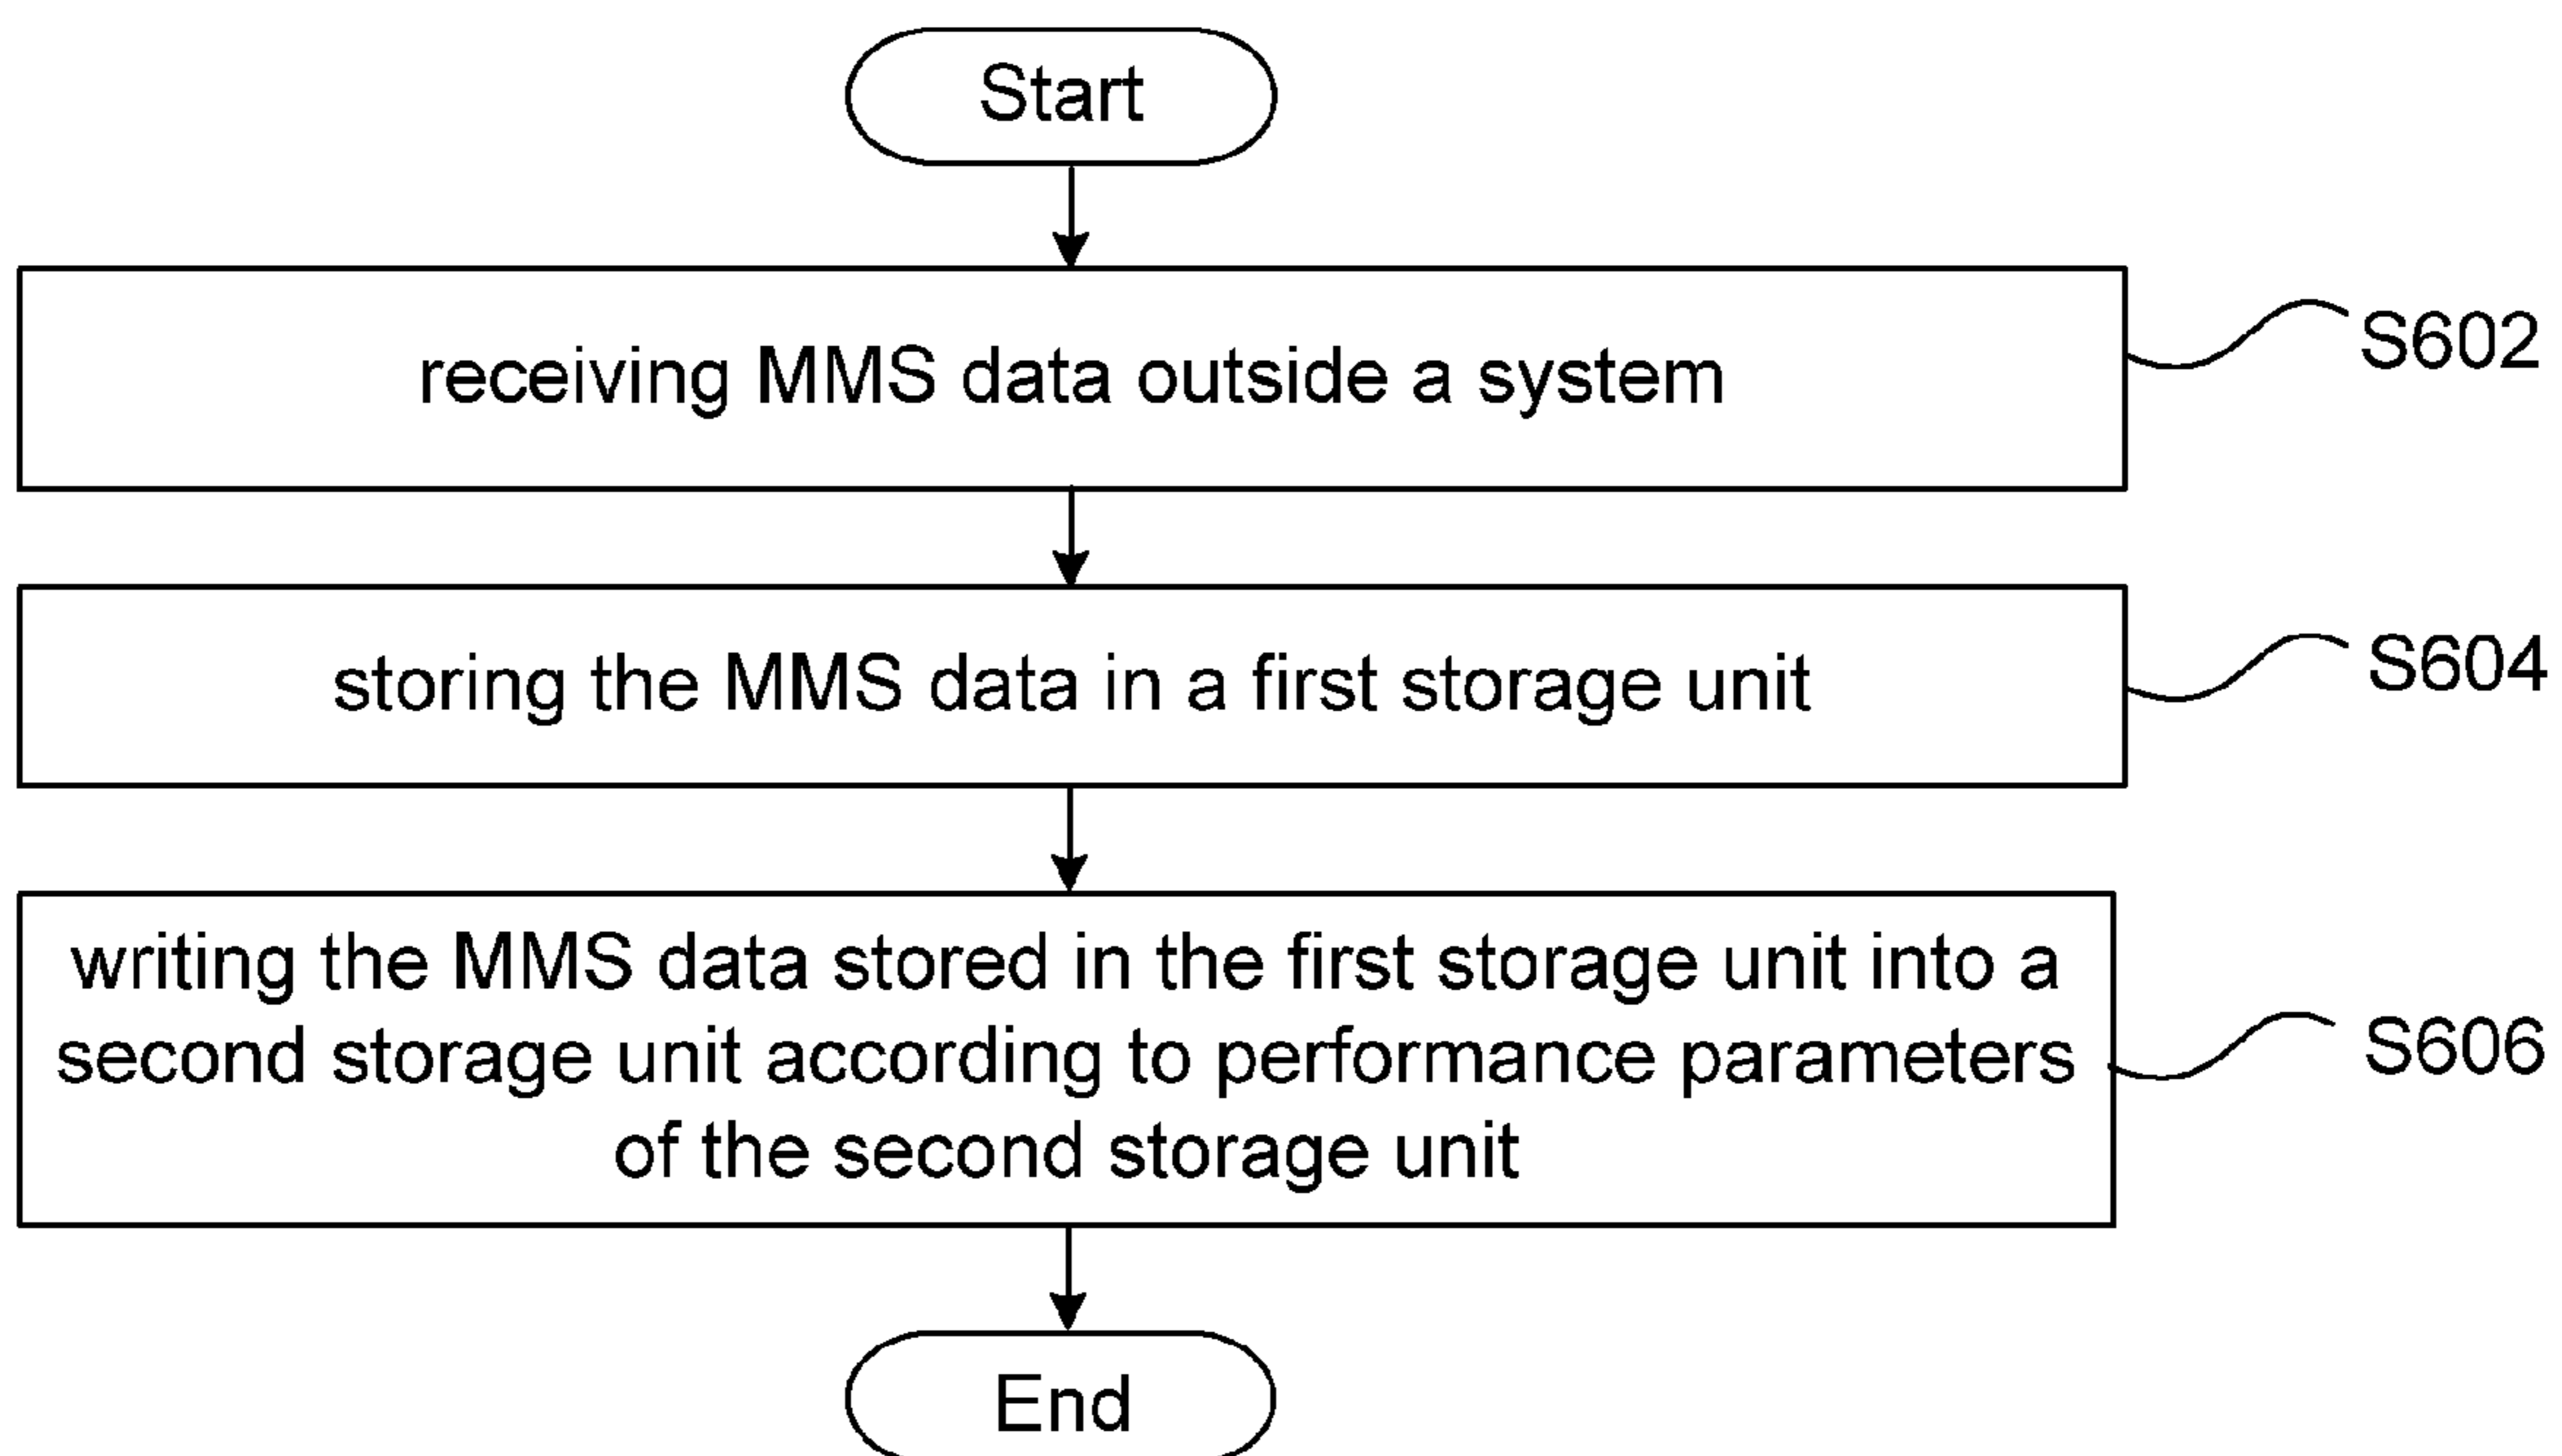 Start
receiving MMS data outside a system
S602
storing the MMS data in a first storage unit
S604
writing the MMS data stored in the first storage unit into a
second storage unit according to performance parameters
of the second storage unit
S606
End